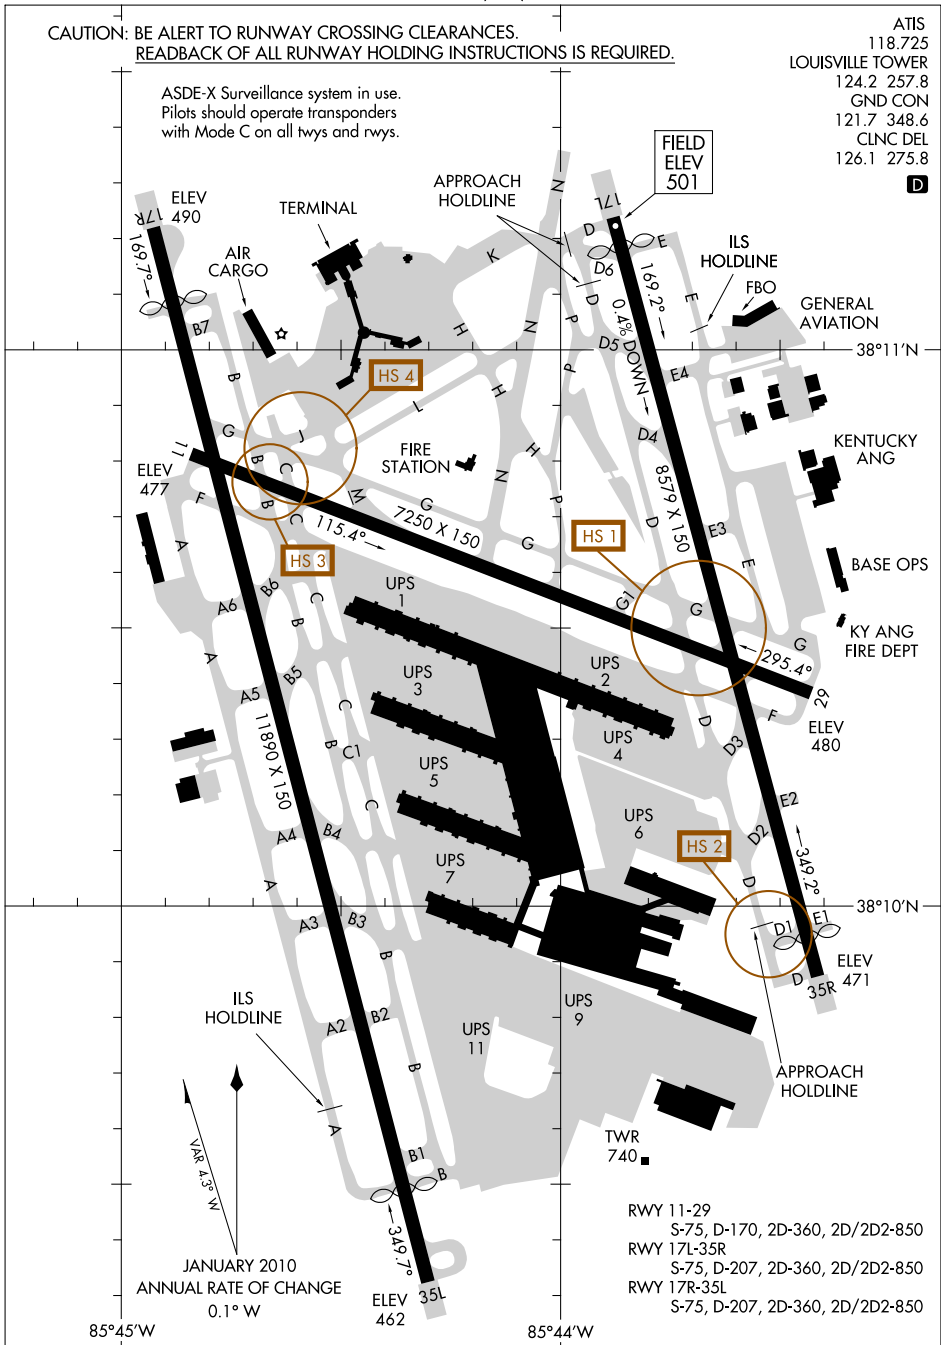 CAUTION: BE ALERT TO RUNWAY CROSSING CLEARANCES.
READBACK OF ALL RUNWAY HOLDING INSTRUCTIONS IS REQUIRED.
ASDE-X Surveillance system in use.
Pilots should operate transponders
with Mode C on all twys and rwys.
ATIS
118.725
LOUISVILLE TOWER
124.2 257.8
GND CON
121.7 348.6
CLNC DEL
126.1 275.8
D
FIELD
ELEV
501
APPROACH
HOLDLINE
TERMINAL
AIR
CARGO
ELEV
490
17R
169.7°
17L
ILS
HOLDLINE
FBO
GENERAL
AVIATION
38°11'N
D
E
D6
N
K
169.2°
E
D
P
0.4% DOWN
D5
E4
D4
B7
B
H
N
P
L
H
H
N
P
HS 4
J
G
B
C
11
ELEV
477
F
A
B
C
M
G
FIRE
STATION
KENTUCKY
ANG
8579 X 150
7250 X 150
115.4°
G
D
E3
E
HS 1
HS 3
BASE OPS
UPS
1
G1
G
G
295.4°
KY ANG
FIRE DEPT
A6
B6
C
B
A
UPS
3
UPS
2
29
ELEV
480
A5
B5
C
B
C1
C
11890 X 150
UPS
5
UPS
4
D
D3
F
E2
D2
UPS
6
HS 2
349.2°
A4
B4
A
UPS
7
D
38°10'N
A3
B3
B
D1
E1
ELEV
471
D
35R
ILS
HOLDLINE
A2
B2
B
UPS
11
UPS
9
APPROACH
HOLDLINE
A
VAR 4.3° W
TWR
740
B1
B
349.7°
JANUARY 2010
ANNUAL RATE OF CHANGE
0.1° W
ELEV
462
35L
RWY 11-29
S-75, D-170, 2D-360, 2D/2D2-850
RWY 17L-35R
S-75, D-207, 2D-360, 2D/2D2-850
RWY 17R-35L
S-75, D-207, 2D-360, 2D/2D2-850
85°45'W
85°44'W